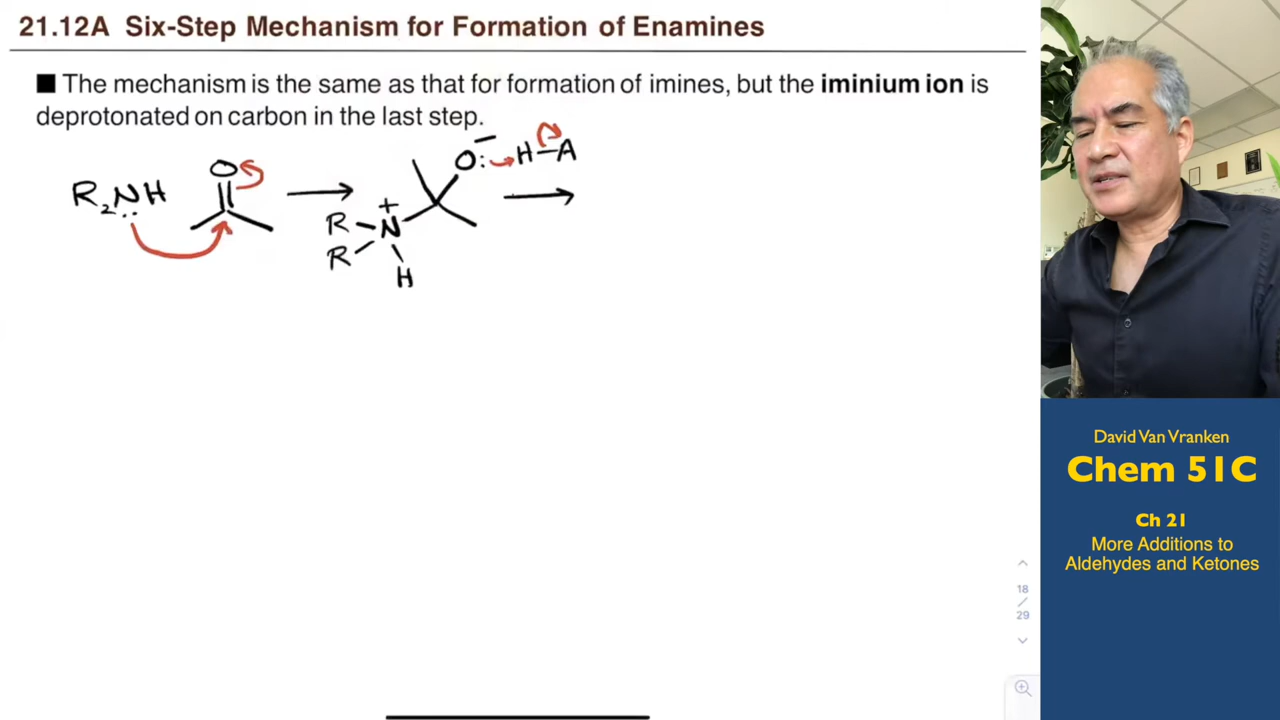 21.12A Six-Step Mechanism for Formation of Enamines
■ The mechanism is the same as that for formation of imines, but the iminium ion is
deprotonated on carbon in the last step.
R₂NH
O
R
R
N
+
H
O:
−
H–A
David Van Vranken
Chem 51C
Ch 21
More Additions to
Aldehydes and Ketones
18
/
29